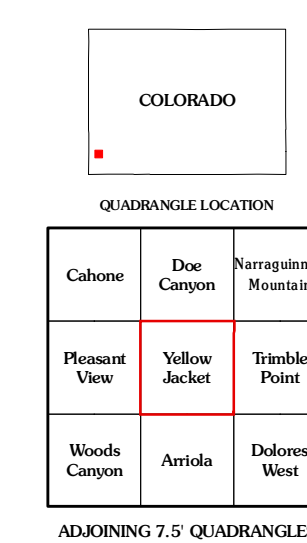 COLORADO
QUADRANGLE LOCATION
Cahone
Doe
Canyon
Narraguinn
Mountain
Pleasant
View
Yellow
Jacket
Trimble
Point
Woods
Canyon
Arriola
Dolores
West
ADJOINING 7.5' QUADRANGLE